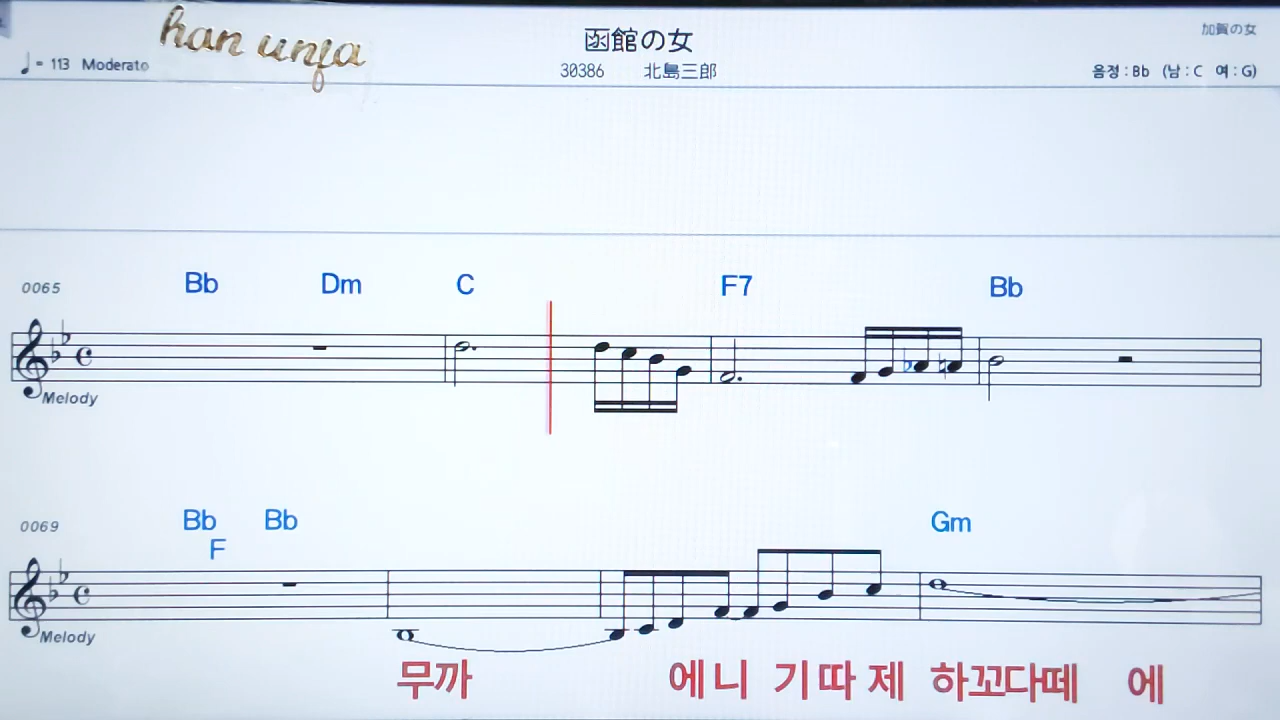 han unja
函館の女
加賀の女
♩= 113 Moderato
30386 北島三郎
음정 : Bb (남 : C 여 : G)
0065 Bb Dm C F7 Bb
Melody
0069 Bb Bb Gm
F
Melody
무까 에니 기따 제 하꼬다떼 에